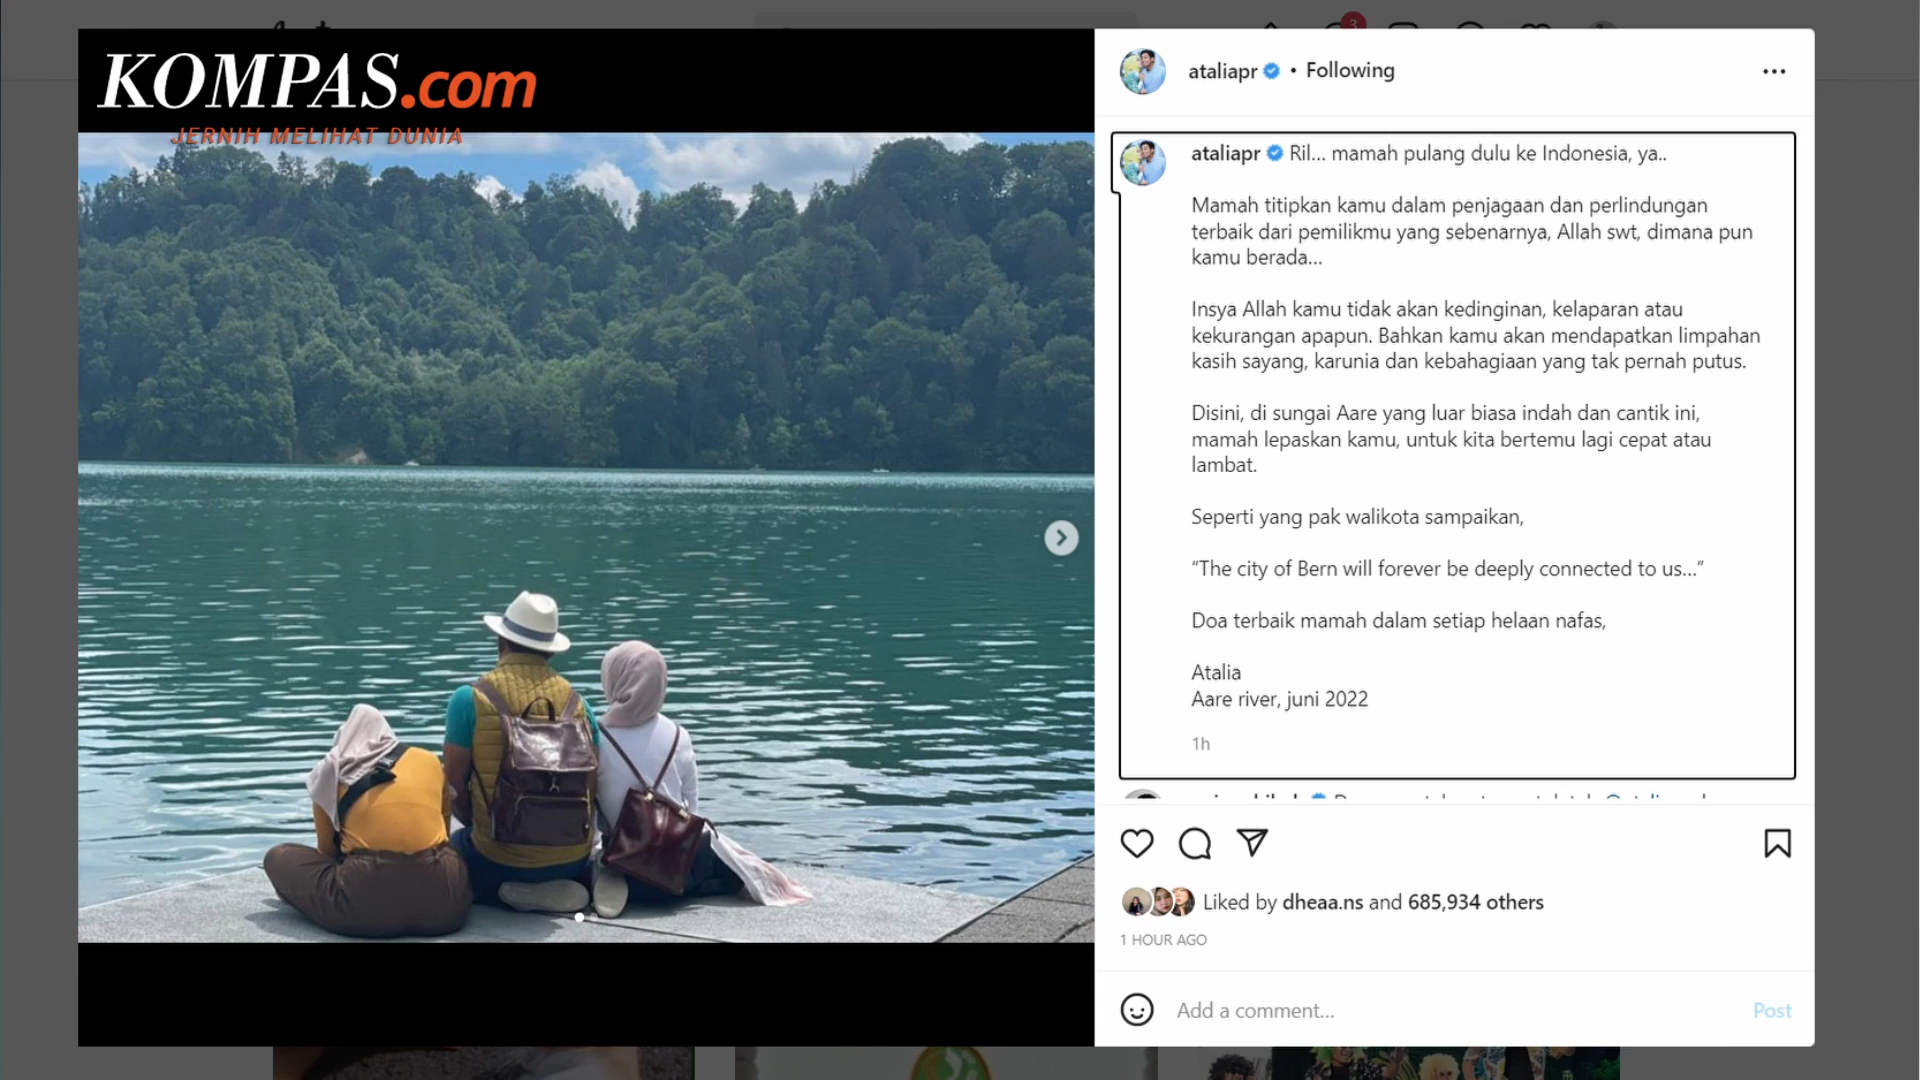 3
KOMPAS.com
JERNIH MELIHAT DUNIA
ataliapr • Following
ataliapr Ril... mamah pulang dulu ke Indonesia, ya..
Mamah titipkan kamu dalam penjagaan dan perlindungan
terbaik dari pemilikmu yang sebenarnya, Allah swt, dimana pun
kamu berada...
Insya Allah kamu tidak akan kedinginan, kelaparan atau
kekurangan apapun. Bahkan kamu akan mendapatkan limpahan
kasih sayang, karunia dan kebahagiaan yang tak pernah putus.
Disini, di sungai Aare yang luar biasa indah dan cantik ini,
mamah lepaskan kamu, untuk kita bertemu lagi cepat atau
lambat.
Seperti yang pak walikota sampaikan,
“The city of Bern will forever be deeply connected to us...”
Doa terbaik mamah dalam setiap helaan nafas,
Atalia
Aare river, juni 2022
1h
Liked by dheaa.ns and 685,934 others
1 HOUR AGO
Add a comment...
Post